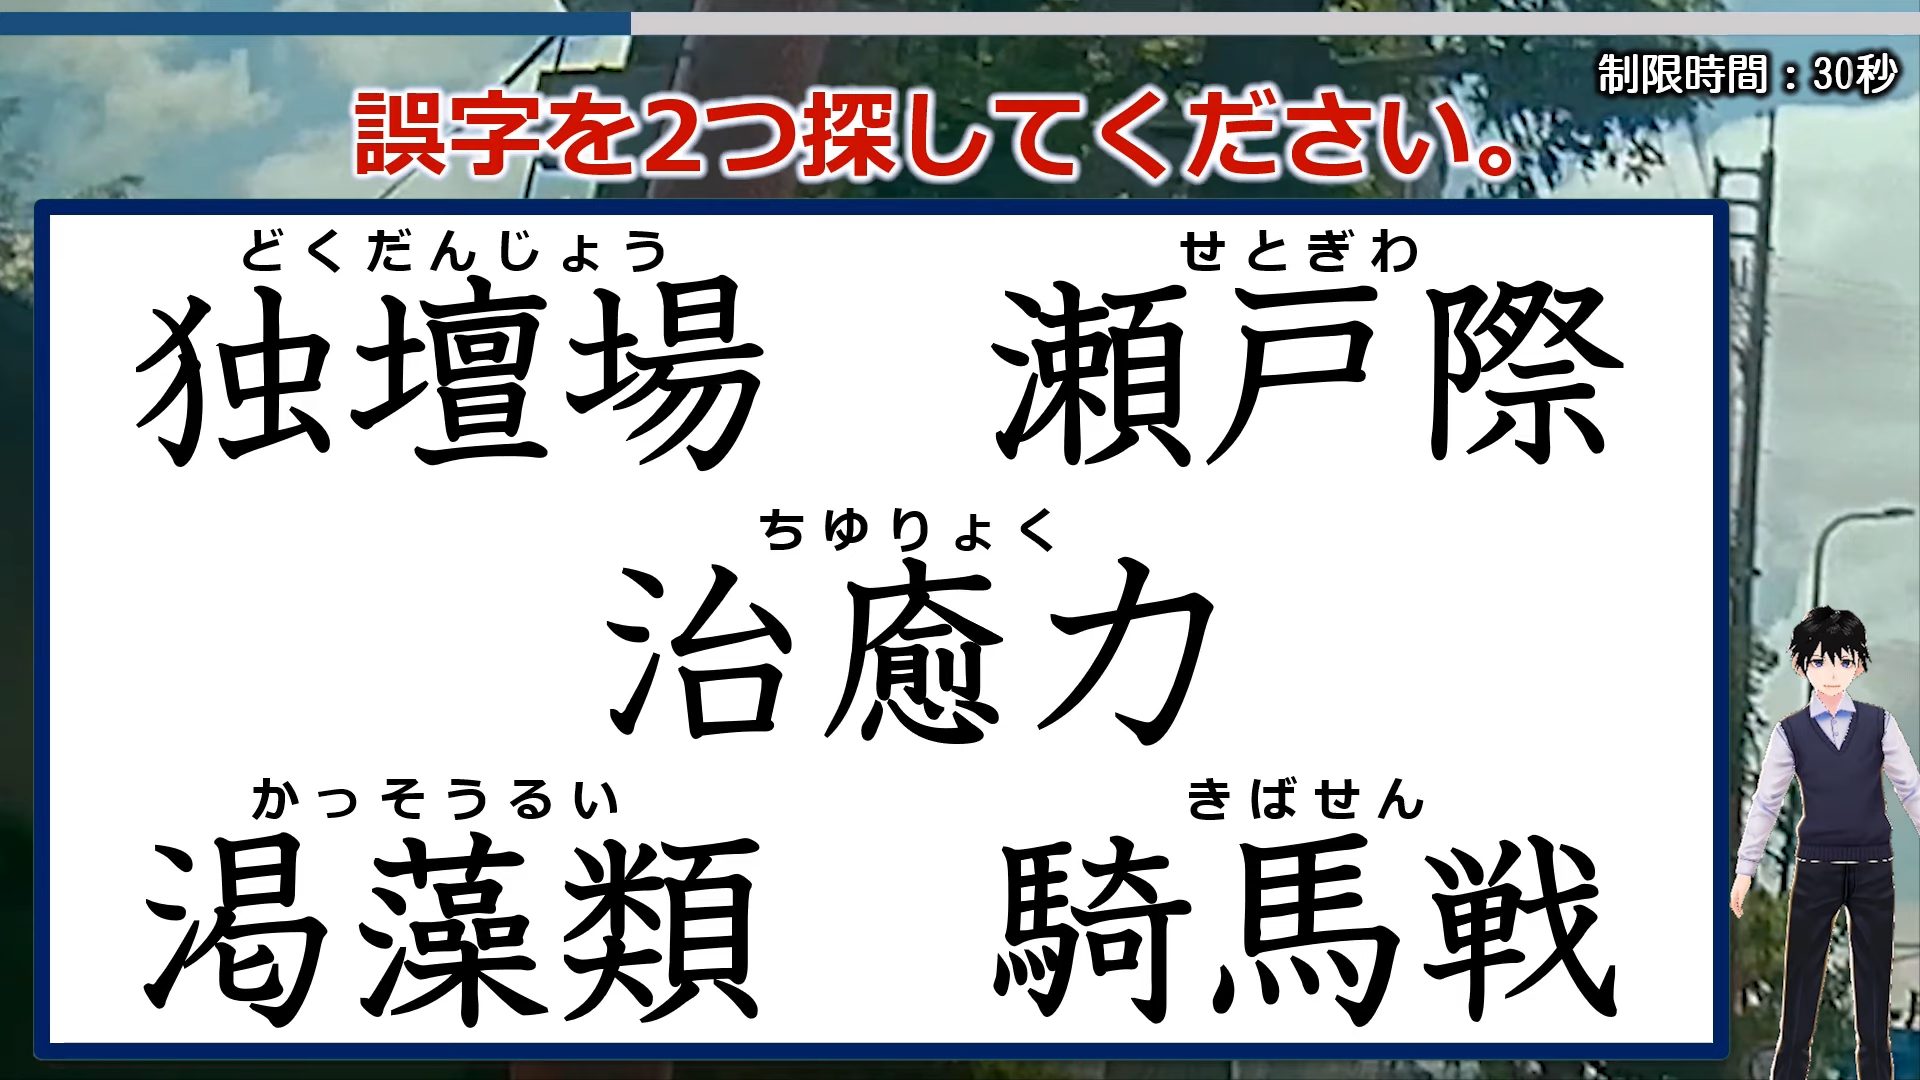 制限時間：30秒
誤字を2つ探してください。
どくだんじょう
独壇場
せとぎわ
瀬戸際
ちゆりょく
治癒力
かっそうるい
渇藻類
きばせん
騎馬戦